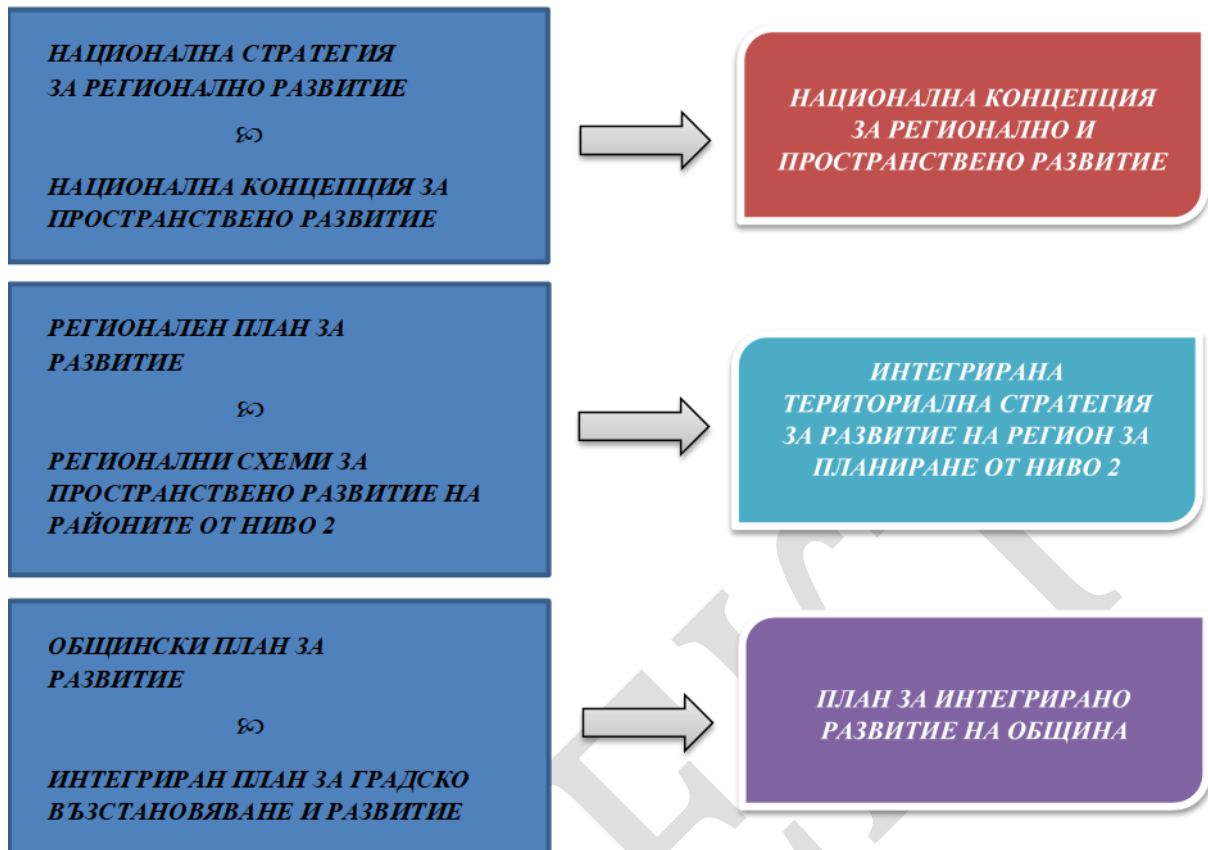 НАЦИОНАЛНА СТРАТЕГИЯ
ЗА РЕГИОНАЛНО РАЗВИТИЕ
НАЦИОНАЛНА КОНЦЕПЦИЯ ЗА
ПРОСТРАНСТВЕНО РАЗВИТИЕ
НАЦИОНАЛНА КОНЦЕПЦИЯ
ЗА РЕГИОНАЛНО И
ПРОСТРАНСТВЕНО РАЗВИТИЕ
РЕГИОНАЛЕН ПЛАН ЗА
РАЗВИТИЕ
РЕГИОНАЛНИ СХЕМИ ЗА
ПРОСТРАНСТВЕНО РАЗВИТИЕ НА
РАЙОНИТЕ ОТ НИВО 2
ИНТЕГРИРАНА
ТЕРИТОРИАЛНА СТРАТЕГИЯ
ЗА РАЗВИТИЕ НА РЕГИОН ЗА
ПЛАНИРАНЕ ОТ НИВО 2
ОБЩИНСКИ ПЛАН ЗА
РАЗВИТИЕ
ИНТЕГРИРАН ПЛАН ЗА ГРАДСКО
ВЪЗСТАНОВЯВАНЕ И РАЗВИТИЕ
ПЛАН ЗА ИНТЕГРИРАНО
РАЗВИТИЕ НА ОБЩИНА